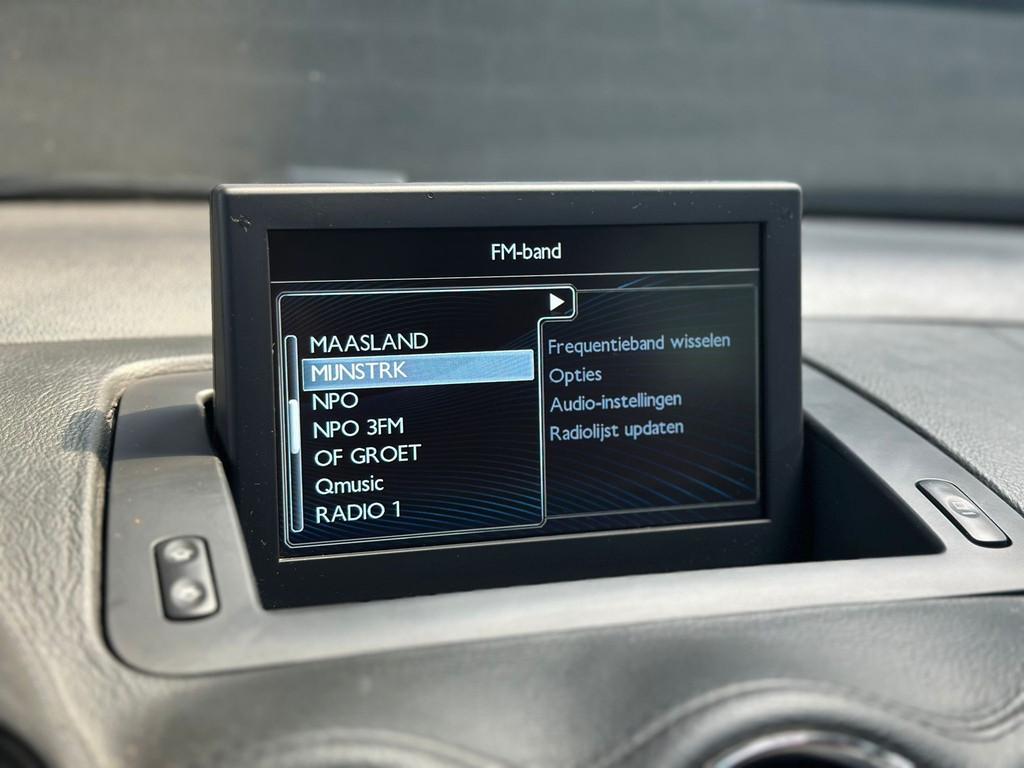 FM-band
MAASLAND
MIJNSTRK
NPO
NPO 3FM
OF GROET
Qmusic
RADIO 1
Frequentieband wisselen
Opties
Audio-instellingen
Radiolijst updaten